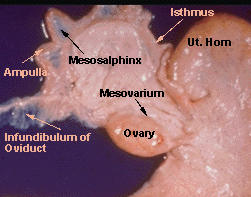 Isthmus
Mesosalphinx
Ut. Horn
Ampulla
Mesovarium
Infundibulum of
Oviduct
Ovary